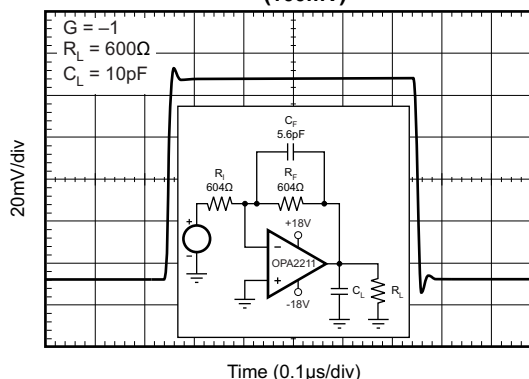 (100mV)
G = –1
R_L = 600Ω
C_L = 10pF
20mV/div
C_F
5.6pF
R_I
604Ω
R_F
604Ω
+18V
OPA2211
-18V
C_L
R_L
Time (0.1μs/div)